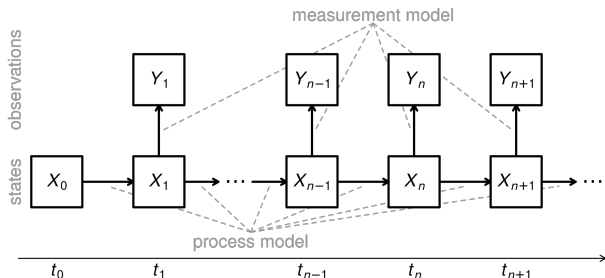 measurement model
observations
Y₁ Yₙ₋₁ Yₙ Yₙ₊₁
states
X₀ X₁ ⋯ Xₙ₋₁ Xₙ Xₙ₊₁ ⋯
process model
t₀ t₁ tₙ₋₁ tₙ tₙ₊₁